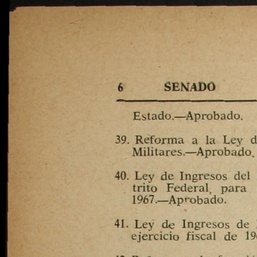 6 SENADO
Estado.—Aprobado.
39. Reforma a la Ley d
Militares.—Aprobado.
40. Ley de Ingresos del
trito Federal, para
1967.—Aprobado.
41. Ley de Ingresos de
ejercicio fiscal de 19